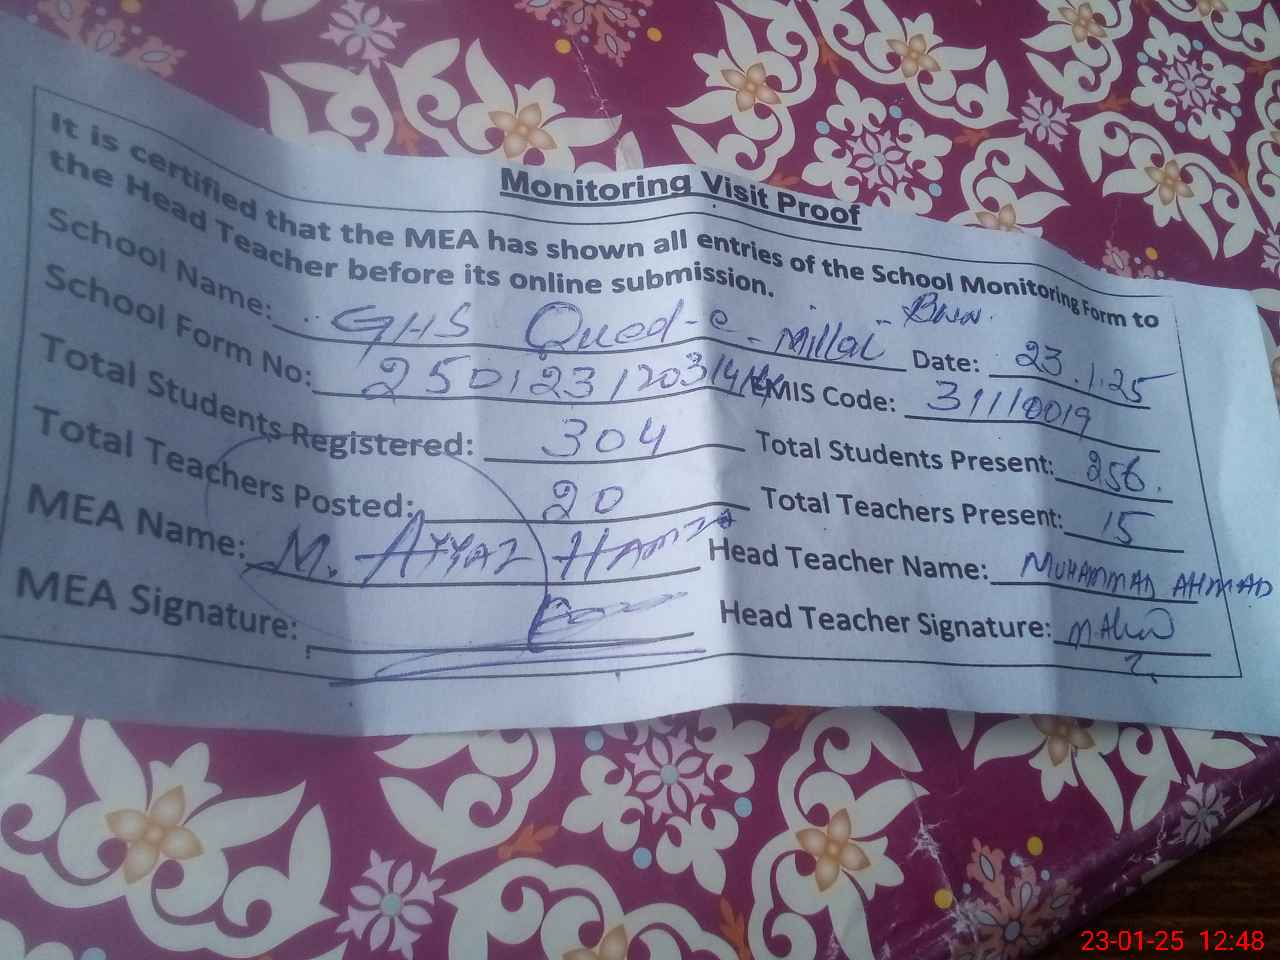 Monitoring Visit Proof
It is certified that the MEA has shown all entries of the School Monitoring Form to
the Head Teacher before its online submission.
School Name: GHS Qued-e-Millat Bwn. Date: 23.1.25
School Form No: 250123120314 EMIS Code: 31110019
Total Students Registered: 304 Total Students Present: 256.
Total Teachers Posted: 20 Total Teachers Present: 15
MEA Name: M. AYYAZ HAMZA Head Teacher Name: MUHAMMAD AHMAD
MEA Signature: Head Teacher Signature:
23-01-25 12:48